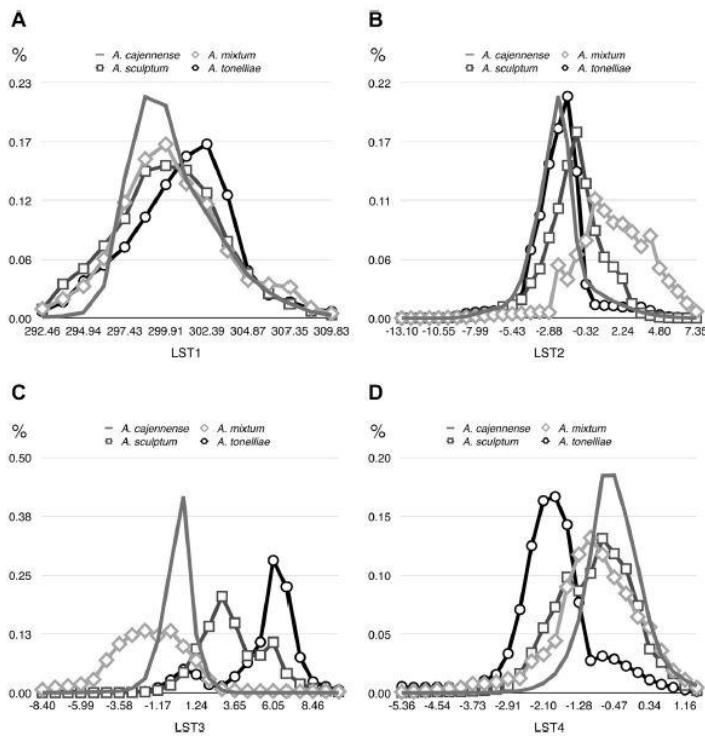 A
%
A. cajennense A. mixtum
A. sculptum A. tonelliae
0.23
0.17
0.12
0.06
0.00
292.46 294.94 297.43 299.91 302.39 304.87 307.35 309.83
LST1
B
%
A. cajennense A. mixtum
A. sculptum A. tonelliae
0.22
0.17
0.11
0.06
0.00
-13.10 -10.55 -7.99 -5.43 -2.88 -0.32 2.24 4.80 7.35
LST2
C
%
A. cajennense A. mixtum
A. sculptum A. tonelliae
0.50
0.38
0.25
0.13
0.00
-8.40 -5.99 -3.58 -1.17 1.24 3.65 6.05 8.46
LST3
D
%
A. cajennense A. mixtum
A. sculptum A. tonelliae
0.20
0.15
0.10
0.05
0.00
-5.36 -4.54 -3.73 -2.91 -2.10 -1.28 -0.47 0.34 1.16
LST4